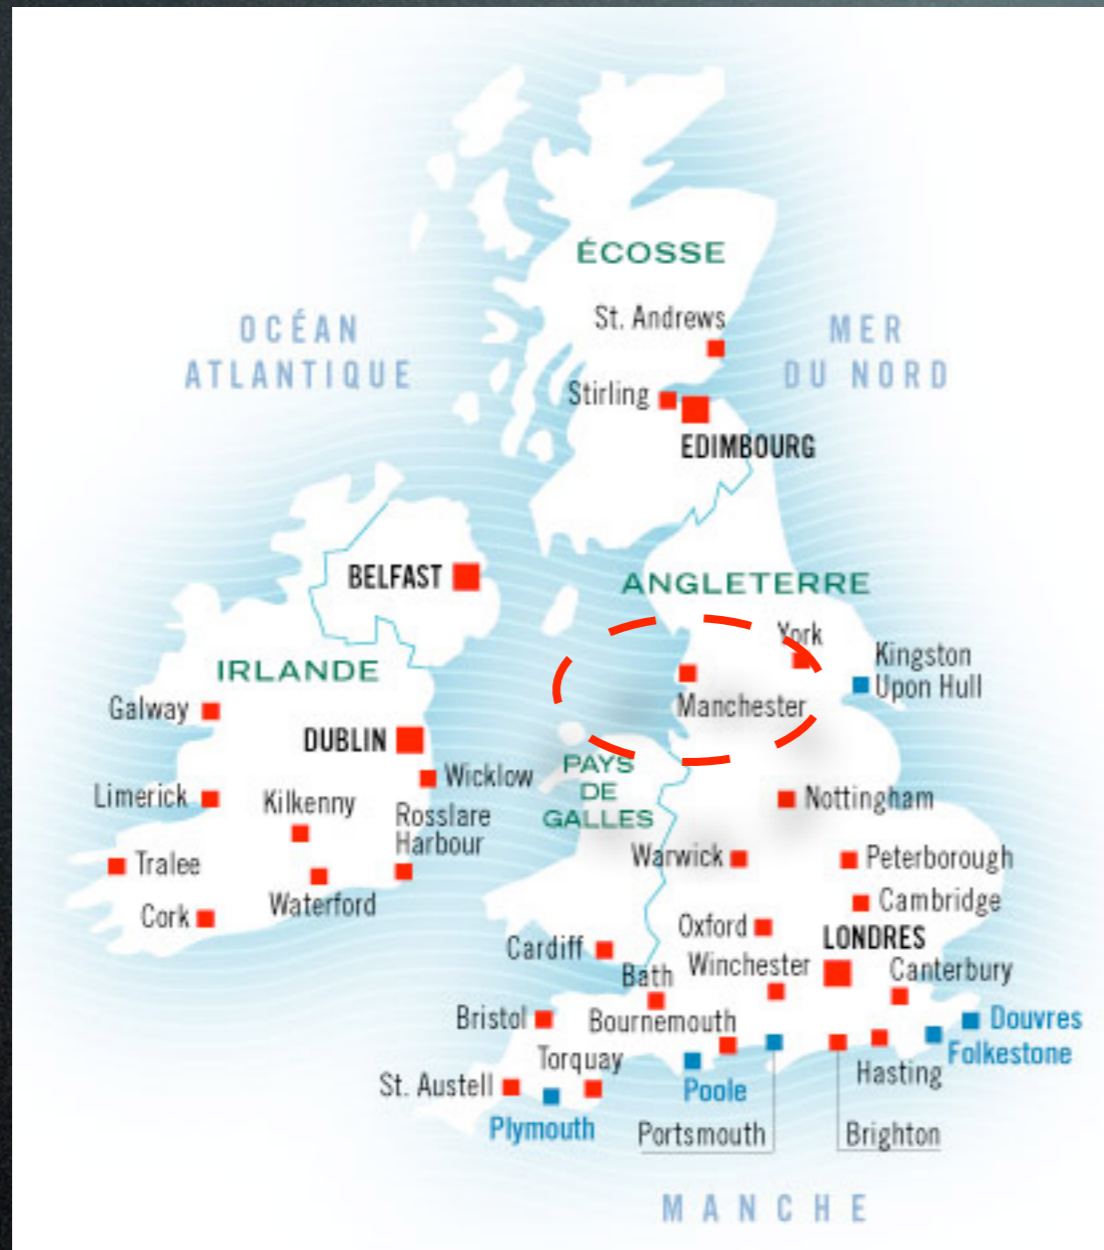 ÉCOSSE
St. Andrews
OCÉAN
ATLANTIQUE
MER
DU NORD
Stirling
EDIMBOURG
BELFAST
ANGLETERRE
York
Kingston
Upon Hull
IRLANDE
Manchester
Galway
DUBLIN
Wicklow
PAYS
DE
GALLES
Limerick
Kilkenny
Rosslare
Harbour
Nottingham
Tralee
Warwick
Peterborough
Waterford
Cork
Cambridge
Oxford
LONDRES
Cardiff
Bath
Winchester
Canterbury
Bristol
Bournemouth
Douvres
Folkestone
Torquay
Hasting
St. Austell
Poole
Plymouth
Portsmouth
Brighton
MANCHE